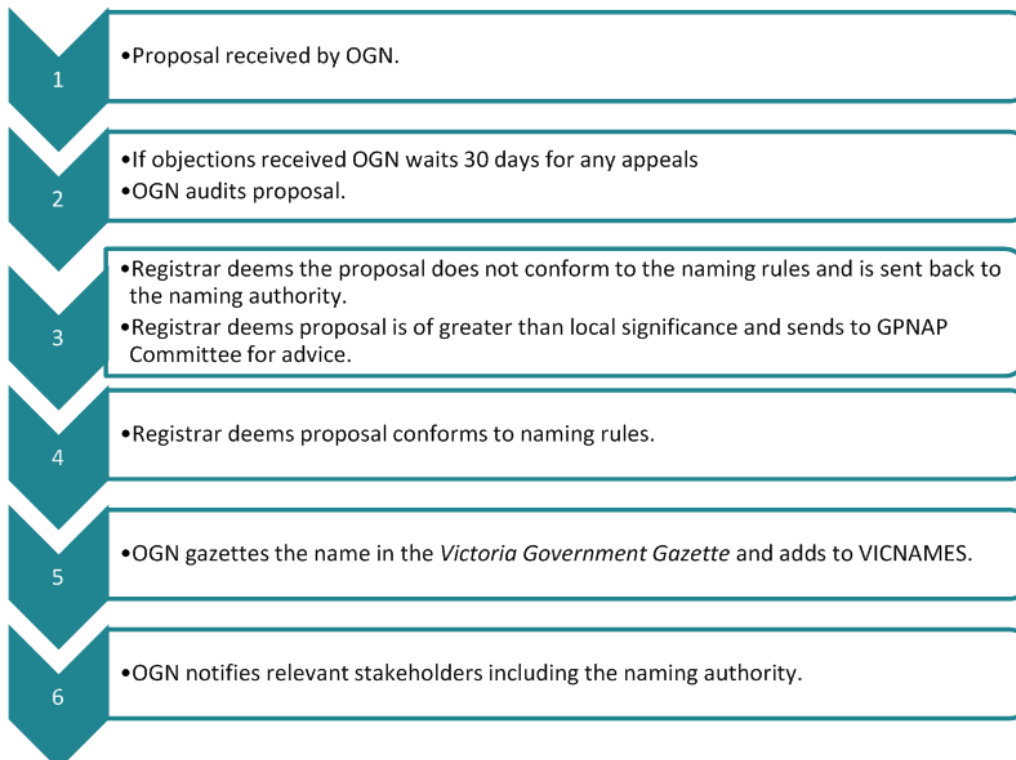 1
•Proposal received by OGN.
2
•If objections received OGN waits 30 days for any appeals
•OGN audits proposal.
3
•Registrar deems the proposal does not conform to the naming rules and is sent back to
the naming authority.
•Registrar deems proposal is of greater than local significance and sends to GPNAP
Committee for advice.
4
•Registrar deems proposal conforms to naming rules.
5
•OGN gazettes the name in the Victoria Government Gazette and adds to VICNAMES.
6
•OGN notifies relevant stakeholders including the naming authority.